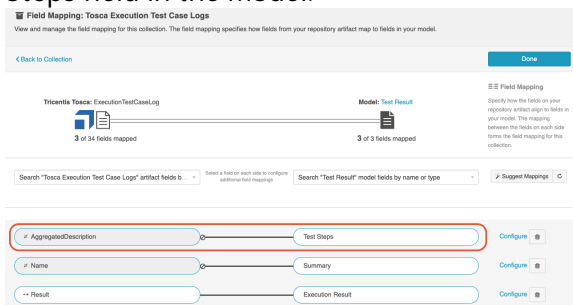 Field Mapping: Tosca Execution Test Case Logs
View and manage the field mapping for this collection. The field mapping specifies how fields from your repository artifact map to fields in your model.
< Back to Collection
Done
Field Mapping
Specify how the fields on your
repository artifact align to fields in
your model. The mapping
between the fields on each side
forms the field mapping for this
collection.
Tricentis Tosca: ExecutionTestCaseLog
Model: Test Result
3 of 34 fields mapped
3 of 3 fields mapped
Search "Tosca Execution Test Case Logs" artifact fields b...
Select a field on each side to configure
additional field mappings
Search "Test Result" model fields by name or type
Suggest Mappings
AggregatedDescription
Test Steps
Configure
Name
Summary
Configure
Result
Execution Result
Configure